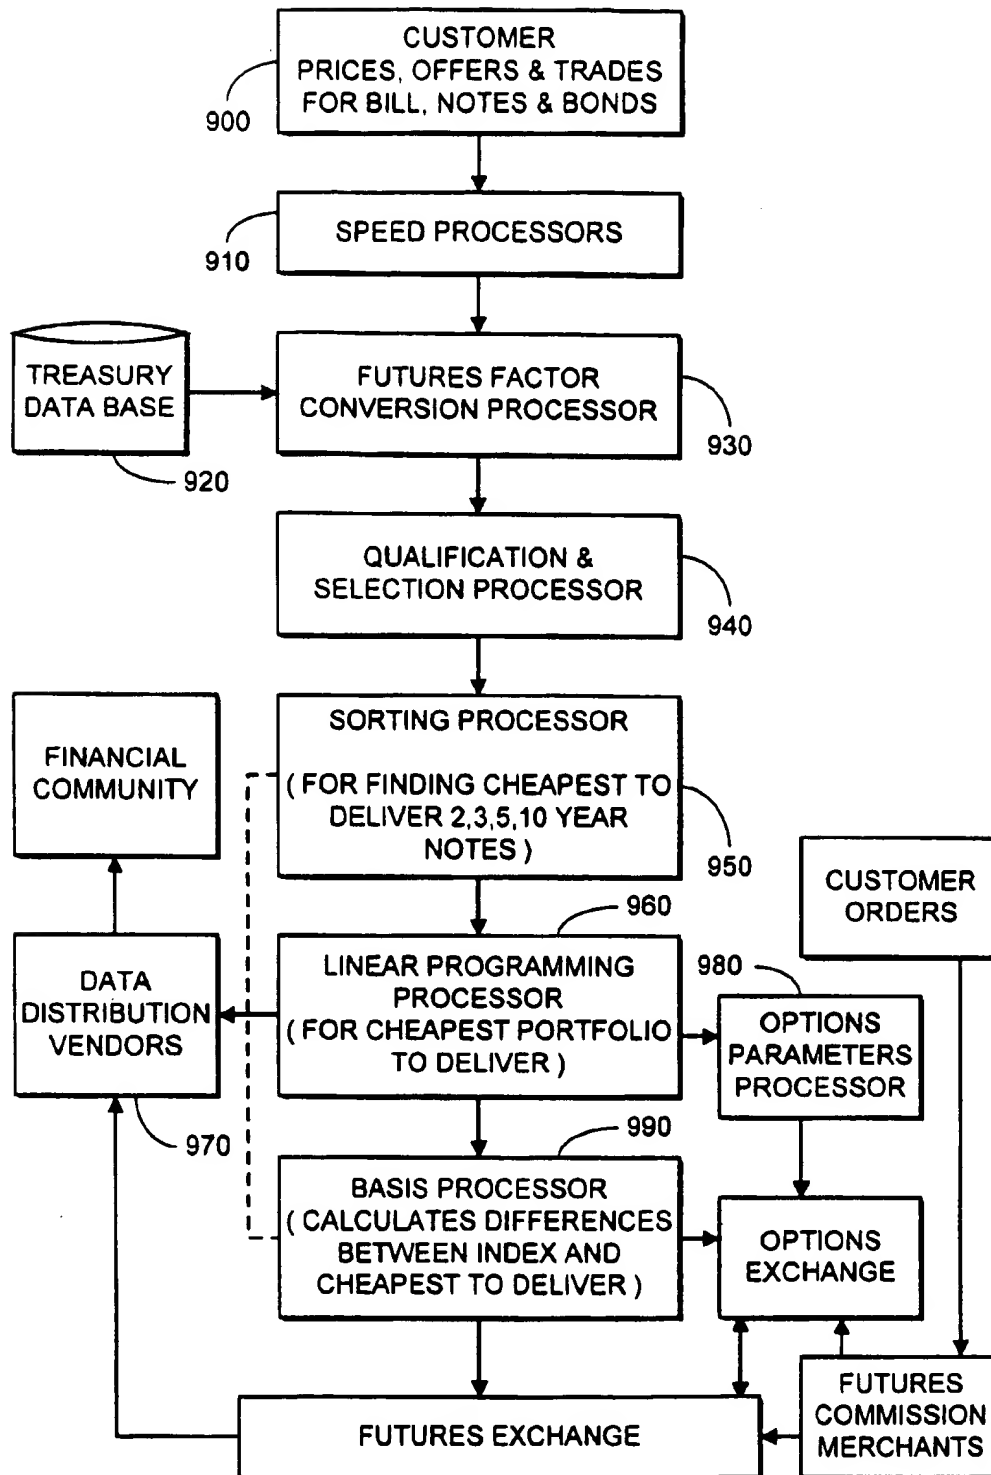 CUSTOMER
PRICES, OFFERS & TRADES
FOR BILL, NOTES & BONDS
900
SPEED PROCESSORS
910
TREASURY
DATA BASE
920
FUTURES FACTOR
CONVERSION PROCESSOR
930
QUALIFICATION &
SELECTION PROCESSOR
940
SORTING PROCESSOR
( FOR FINDING CHEAPEST TO
DELIVER 2,3,5,10 YEAR
NOTES )
950
FINANCIAL
COMMUNITY
CUSTOMER
ORDERS
960
LINEAR PROGRAMMING
PROCESSOR
( FOR CHEAPEST PORTFOLIO
TO DELIVER )
DATA
DISTRIBUTION
VENDORS
970
980
OPTIONS
PARAMETERS
PROCESSOR
990
BASIS PROCESSOR
( CALCULATES DIFFERENCES
BETWEEN INDEX AND
CHEAPEST TO DELIVER )
OPTIONS
EXCHANGE
FUTURES EXCHANGE
FUTURES
COMMISSION
MERCHANTS